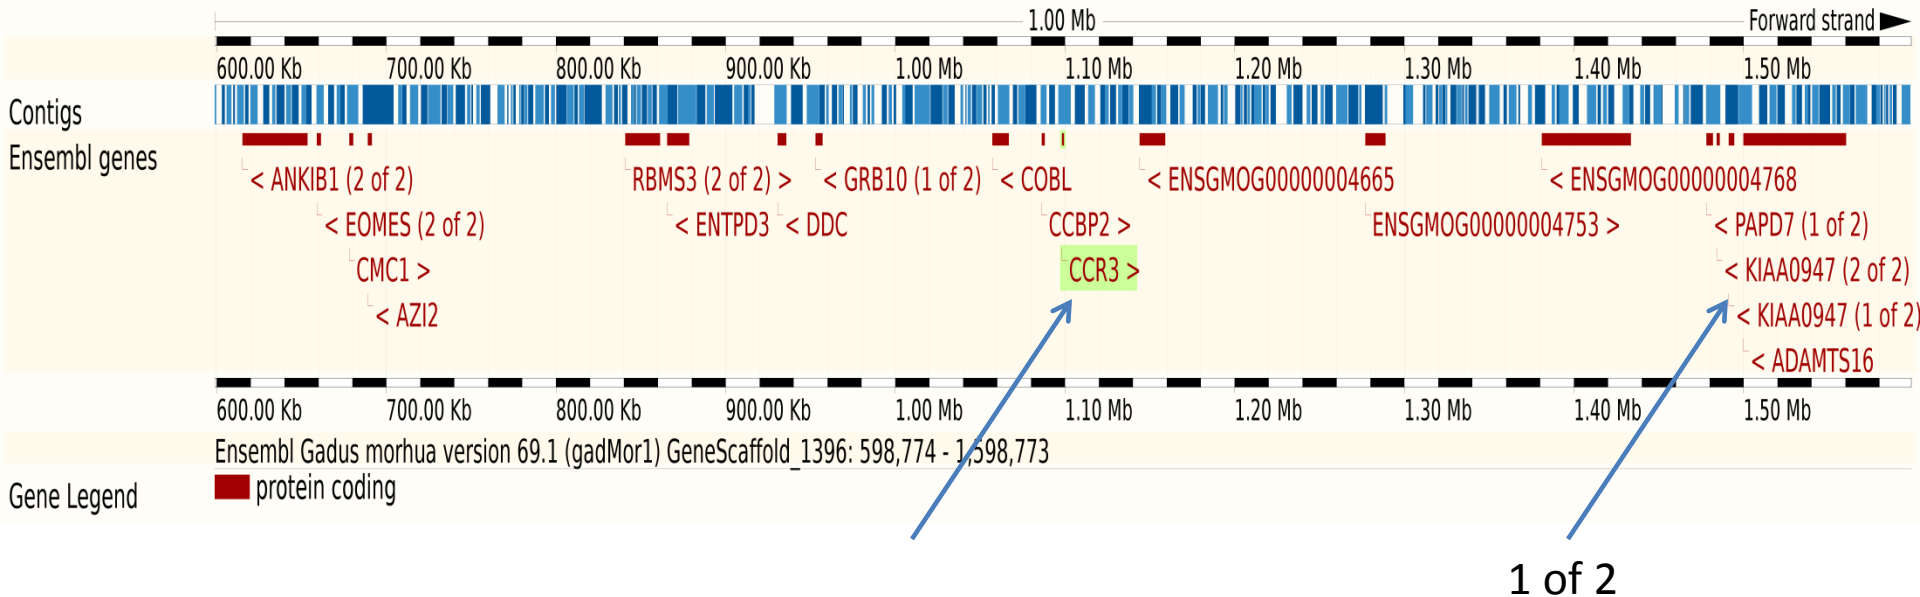 1.00 Mb Forward strand
600.00 Kb 700.00 Kb 800.00 Kb 900.00 Kb 1.00 Mb 1.10 Mb 1.20 Mb 1.30 Mb 1.40 Mb 1.50 Mb
Contigs
Ensembl genes
< ANKIB1 (2 of 2) RBMS3 (2 of 2) > < GRB10 (1 of 2) < COBL < ENSGMOG00000004665 < ENSGMOG00000004768
< EOMES (2 of 2) < ENTPD3 < DDC CCBP2 > ENSGMOG00000004753 > < PAPD7 (1 of 2)
CMC1 > CCR3 > < KIAA0947 (2 of 2)
< AZI2 < KIAA0947 (1 of 2)
< ADAMTS16
600.00 Kb 700.00 Kb 800.00 Kb 900.00 Kb 1.00 Mb 1.10 Mb 1.20 Mb 1.30 Mb 1.40 Mb 1.50 Mb
Ensembl Gadus morhua version 69.1 (gadMor1) GeneScaffold_1396: 598,774 - 1,598,773
Gene Legend protein coding
1 of 2